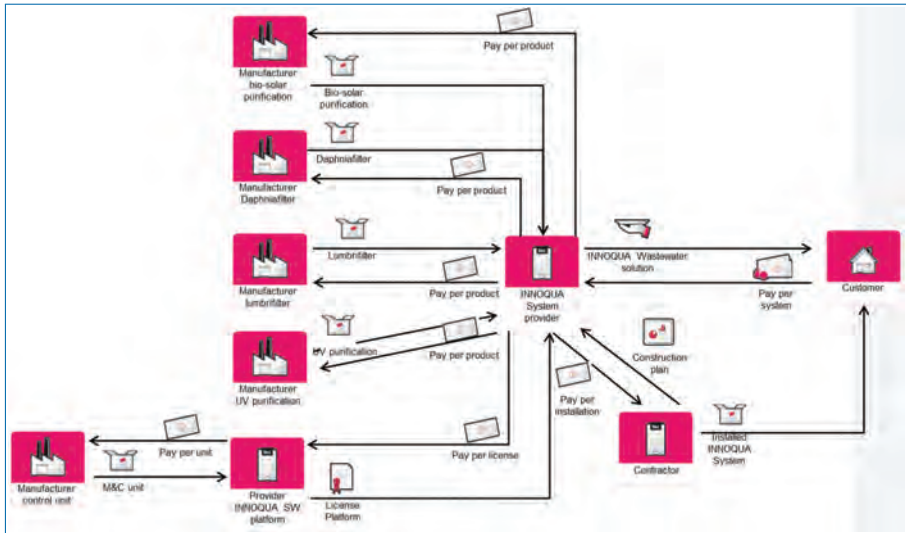 Pay per product
Manufacturer
bio-solar
purification
Bio-solar
purification
Daphniafilter
Pay per product
Manufacturer
Daphniafilter
Lumbrifilter
Pay per product
Manufacturer
lumbrifilter
INNOQUA
System
provider
INNOQUA Wastewater
solution
Pay per
system
Customer
UV purification
Pay per product
Manufacturer
UV purification
Construction
plan
Pay per
installation
Contractor
Installed
INNOQUA
System
Pay per license
Pay per unit
M&C unit
Manufacturer
control unit
Provider
INNOQUA SW
platform
License
Platform